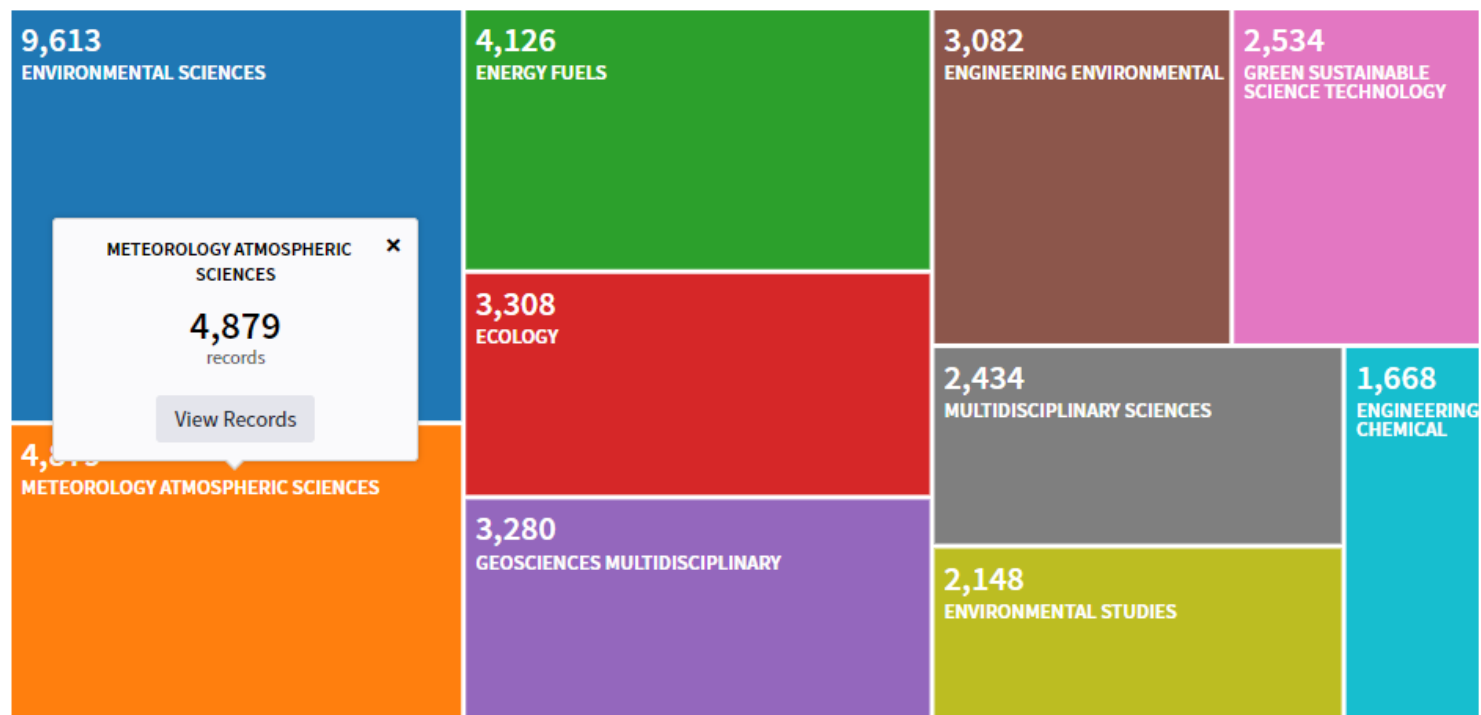 9,613
ENVIRONMENTAL SCIENCES
METEOROLOGY ATMOSPHERIC
SCIENCES
4,879
records
View Records
METEOROLOGY ATMOSPHERIC SCIENCES
4,126
ENERGY FUELS
3,308
ECOLOGY
3,280
GEOSCIENCES MULTIDISCIPLINARY
3,082
ENGINEERING ENVIRONMENTAL
2,534
GREEN SUSTAINABLE
SCIENCE TECHNOLOGY
2,434
MULTIDISCIPLINARY SCIENCES
1,668
ENGINEERING
CHEMICAL
2,148
ENVIRONMENTAL STUDIES